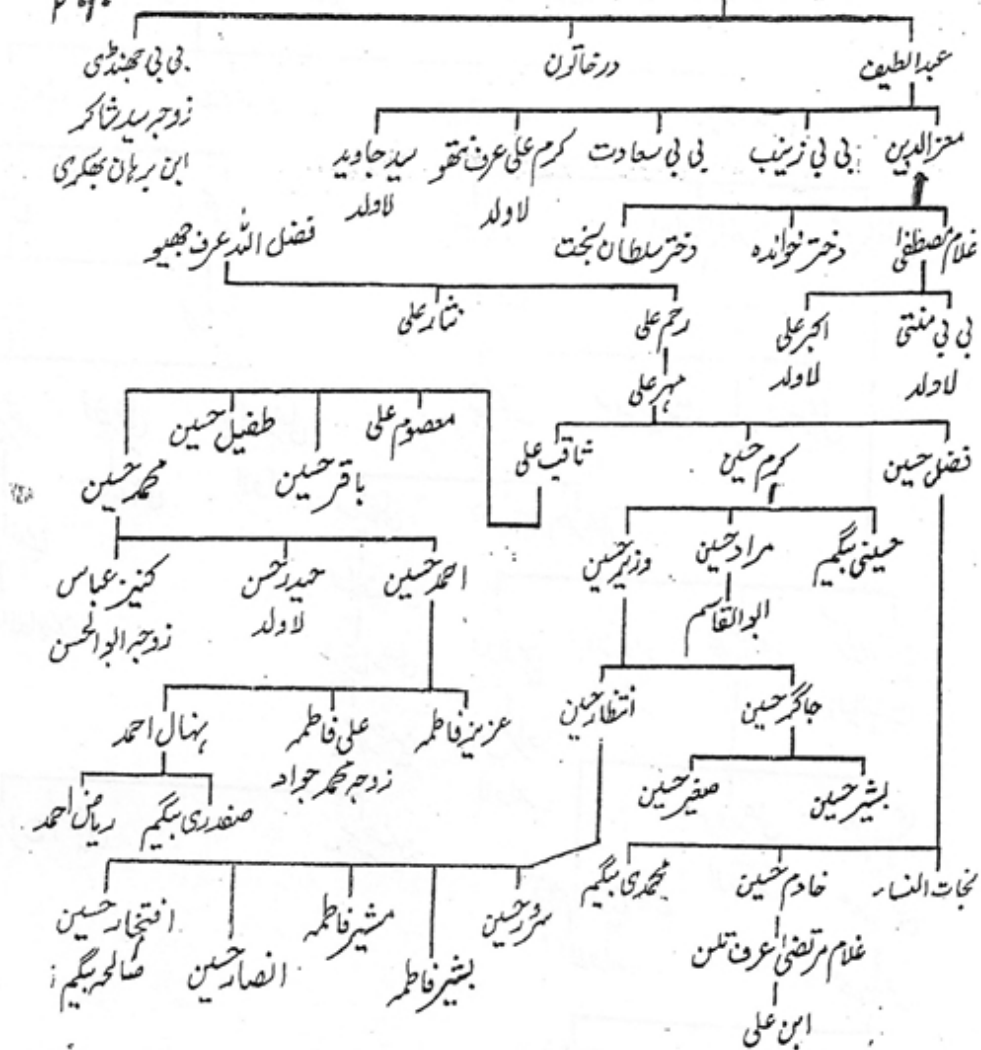 عبداللطیف درخاتون بی بی جھنڈی
زوجہ سید شاکر
ابن برہان بھکری
معزالدین بی بی زینب بی بی سعادت کرم علی عرف نتھو سید جاوید
لاولد لاولد
غلام مصطفیٰ دختر خواندہ دختر سلطان بخت فضل اللہ عرف
بی بی منتی اکبر علی رحم علی نثار علی
لاولد لاولد
مہر علی
فضل حسین کرم حسین ثاقب علی معصوم علی باقر حسین طفیل حسین محمد حسین
حسینی بیگم مراد حسین وزیر حسین احمد حسین حیدر حسن کنیز عباس
ابوالقاسم لاولد زوجہ ابوالحسن
جاگر حسین انتظار حسین عزیز فاطمہ علی فاطمہ نہال احمد
زوجہ محمد جواد
بشیر حسین صغیر حسین صفدری بیگم ریاض احمد
نجات النساء خادم حسین محمدی بیگم سرور حسین بشیر فاطمہ مشیر فاطمہ انصار حسین افتخار حسین
صالحہ بیگم
غلام مرتضیٰ عرف
ابن علی